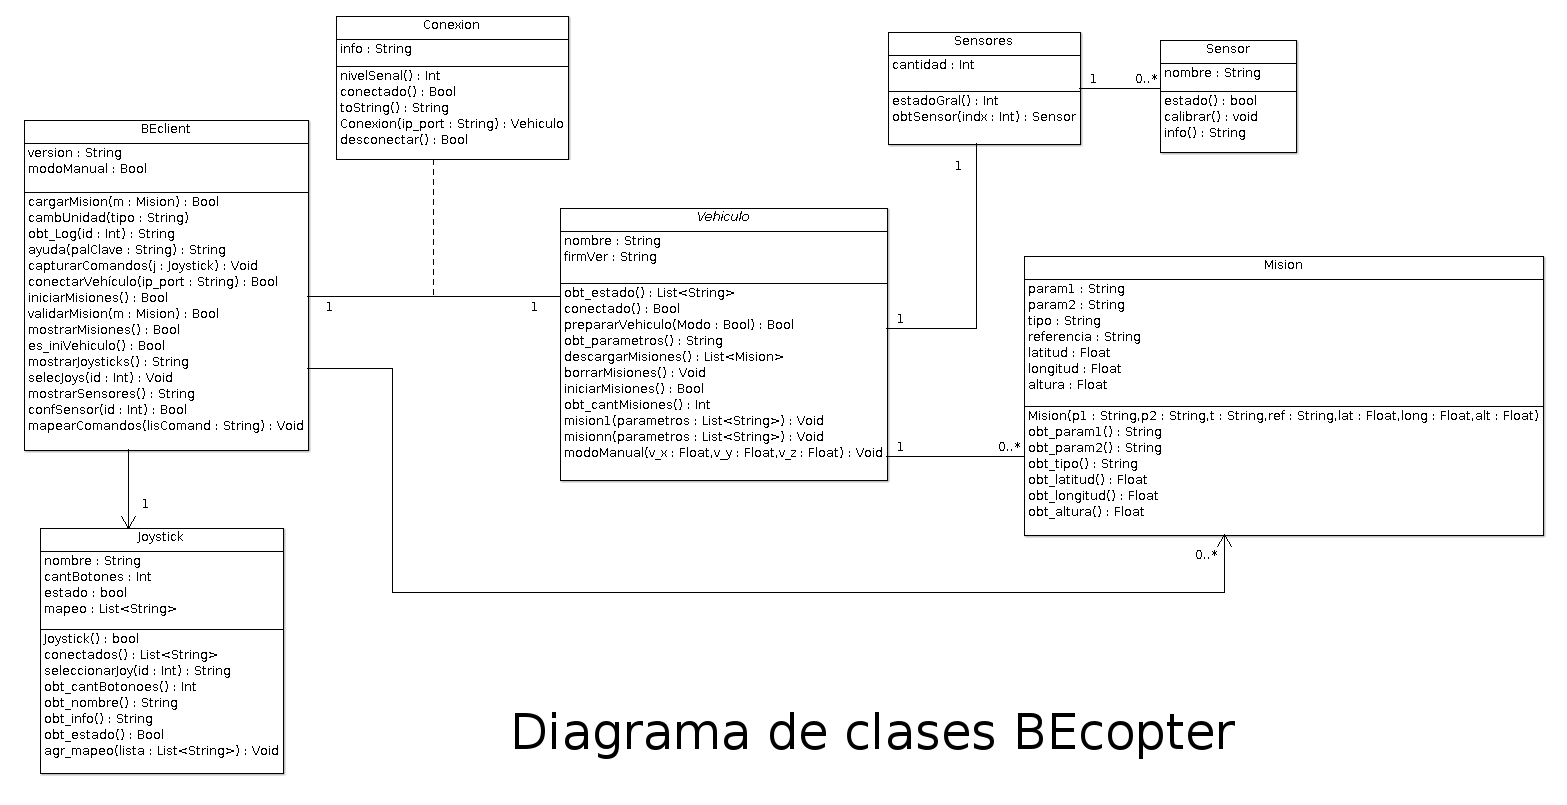 Conexion
info : String
nivelSenal() : Int
conectado() : Bool
toString() : String
Conexion(ip_port : String) : Vehiculo
desconectar() : Bool
Sensores
cantidad : Int
estadoGral() : Int
obtSensor(indx : Int) : Sensor
1
0..*
Sensor
nombre : String
estado() : bool
calibrar() : void
info() : String
BEclient
version : String
modoManual : Bool
cargarMision(m : Mision) : Bool
cambUnidad(tipo : String)
obt_Log(id : Int) : String
ayuda(palClave : String) : String
capturarComandos(j : Joystick) : Void
conectarVehículo(ip_port : String) : Bool
iniciarMisiones() : Bool
validarMision(m : Mision) : Bool
mostrarMisiones() : Bool
es_iniVehiculo() : Bool
mostrarJoysticks() : String
selecJoys(id : Int) : Void
mostrarSensores() : String
confSensor(id : Int) : Bool
mapearComandos(lisComand : String) : Void
1
1
Vehiculo
nombre : String
firmVer : String
obt_estado() : List<String>
conectado() : Bool
prepararVehiculo(Modo : Bool) : Bool
obt_parametros() : String
descargarMisiones() : List<Mision>
borrarMisiones() : Void
iniciarMisiones() : Bool
obt_cantMisiones() : Int
mision1(parametros : List<String>) : Void
misionn(parametros : List<String>) : Void
modoManual(v_x : Float,v_y : Float,v_z : Float) : Void
1
1
1
0..*
Mision
param1 : String
param2 : String
tipo : String
referencia : String
latitud : Float
longitud : Float
altura : Float
Mision(p1 : String,p2 : String,t : String,ref : String,lat : Float,long : Float,alt : Float)
obt_param1() : String
obt_param2() : String
obt_tipo() : String
obt_latitud() : Float
obt_longitud() : Float
obt_altura() : Float
0..*
1
Joystick
nombre : String
cantBotones : Int
estado : bool
mapeo : List<String>
Joystick() : bool
conectados() : List<String>
seleccionarJoy(id : Int) : String
obt_cantBotonoes() : Int
obt_nombre() : String
obt_info() : String
obt_estado() : Bool
agr_mapeo(lista : List<String>) : Void
Diagrama de clases BEcopter